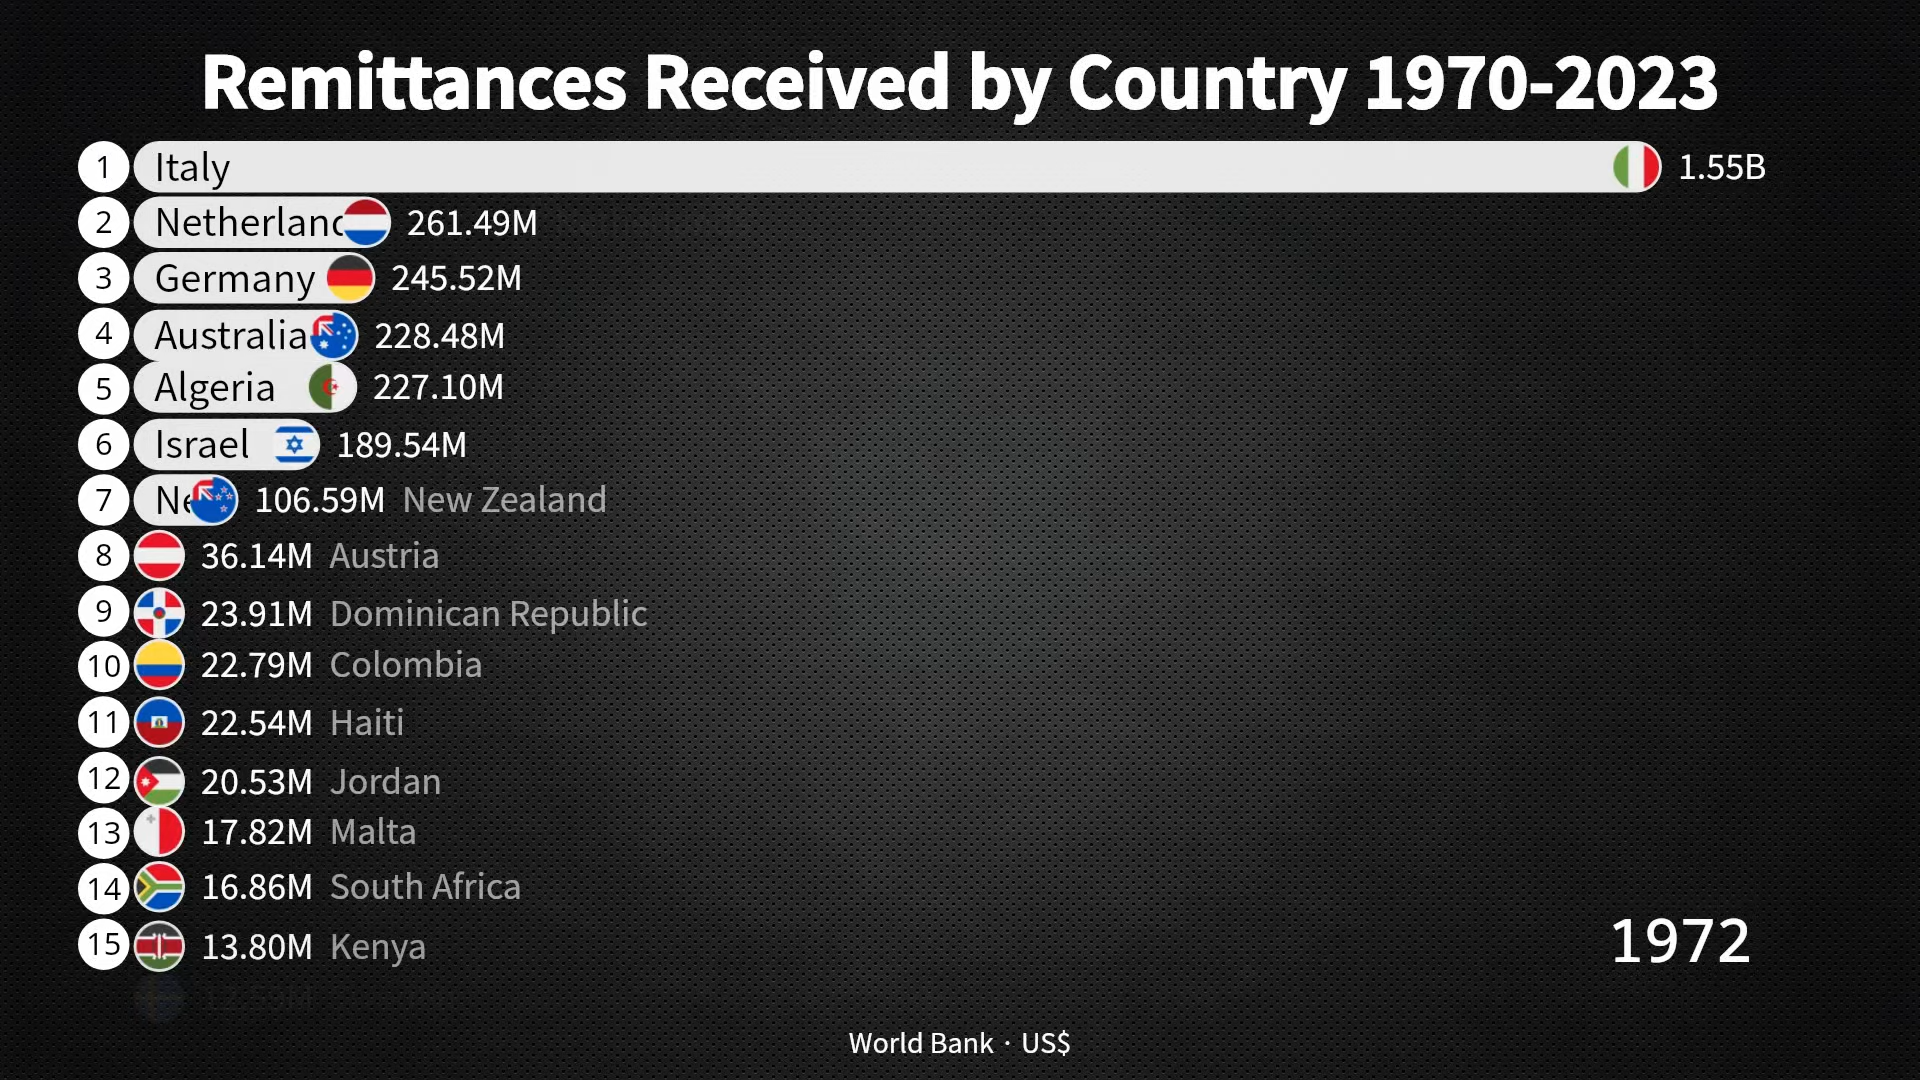 Remittances Received by Country 1970-2023
1 Italy 1.55B
2 Netherlands 261.49M
3 Germany 245.52M
4 Australia 228.48M
5 Algeria 227.10M
6 Israel 189.54M
7 Ne 106.59M New Zealand
8 36.14M Austria
9 23.91M Dominican Republic
10 22.79M Colombia
11 22.54M Haiti
12 20.53M Jordan
13 17.82M Malta
14 16.86M South Africa
15 13.80M Kenya
1972
World Bank · US$